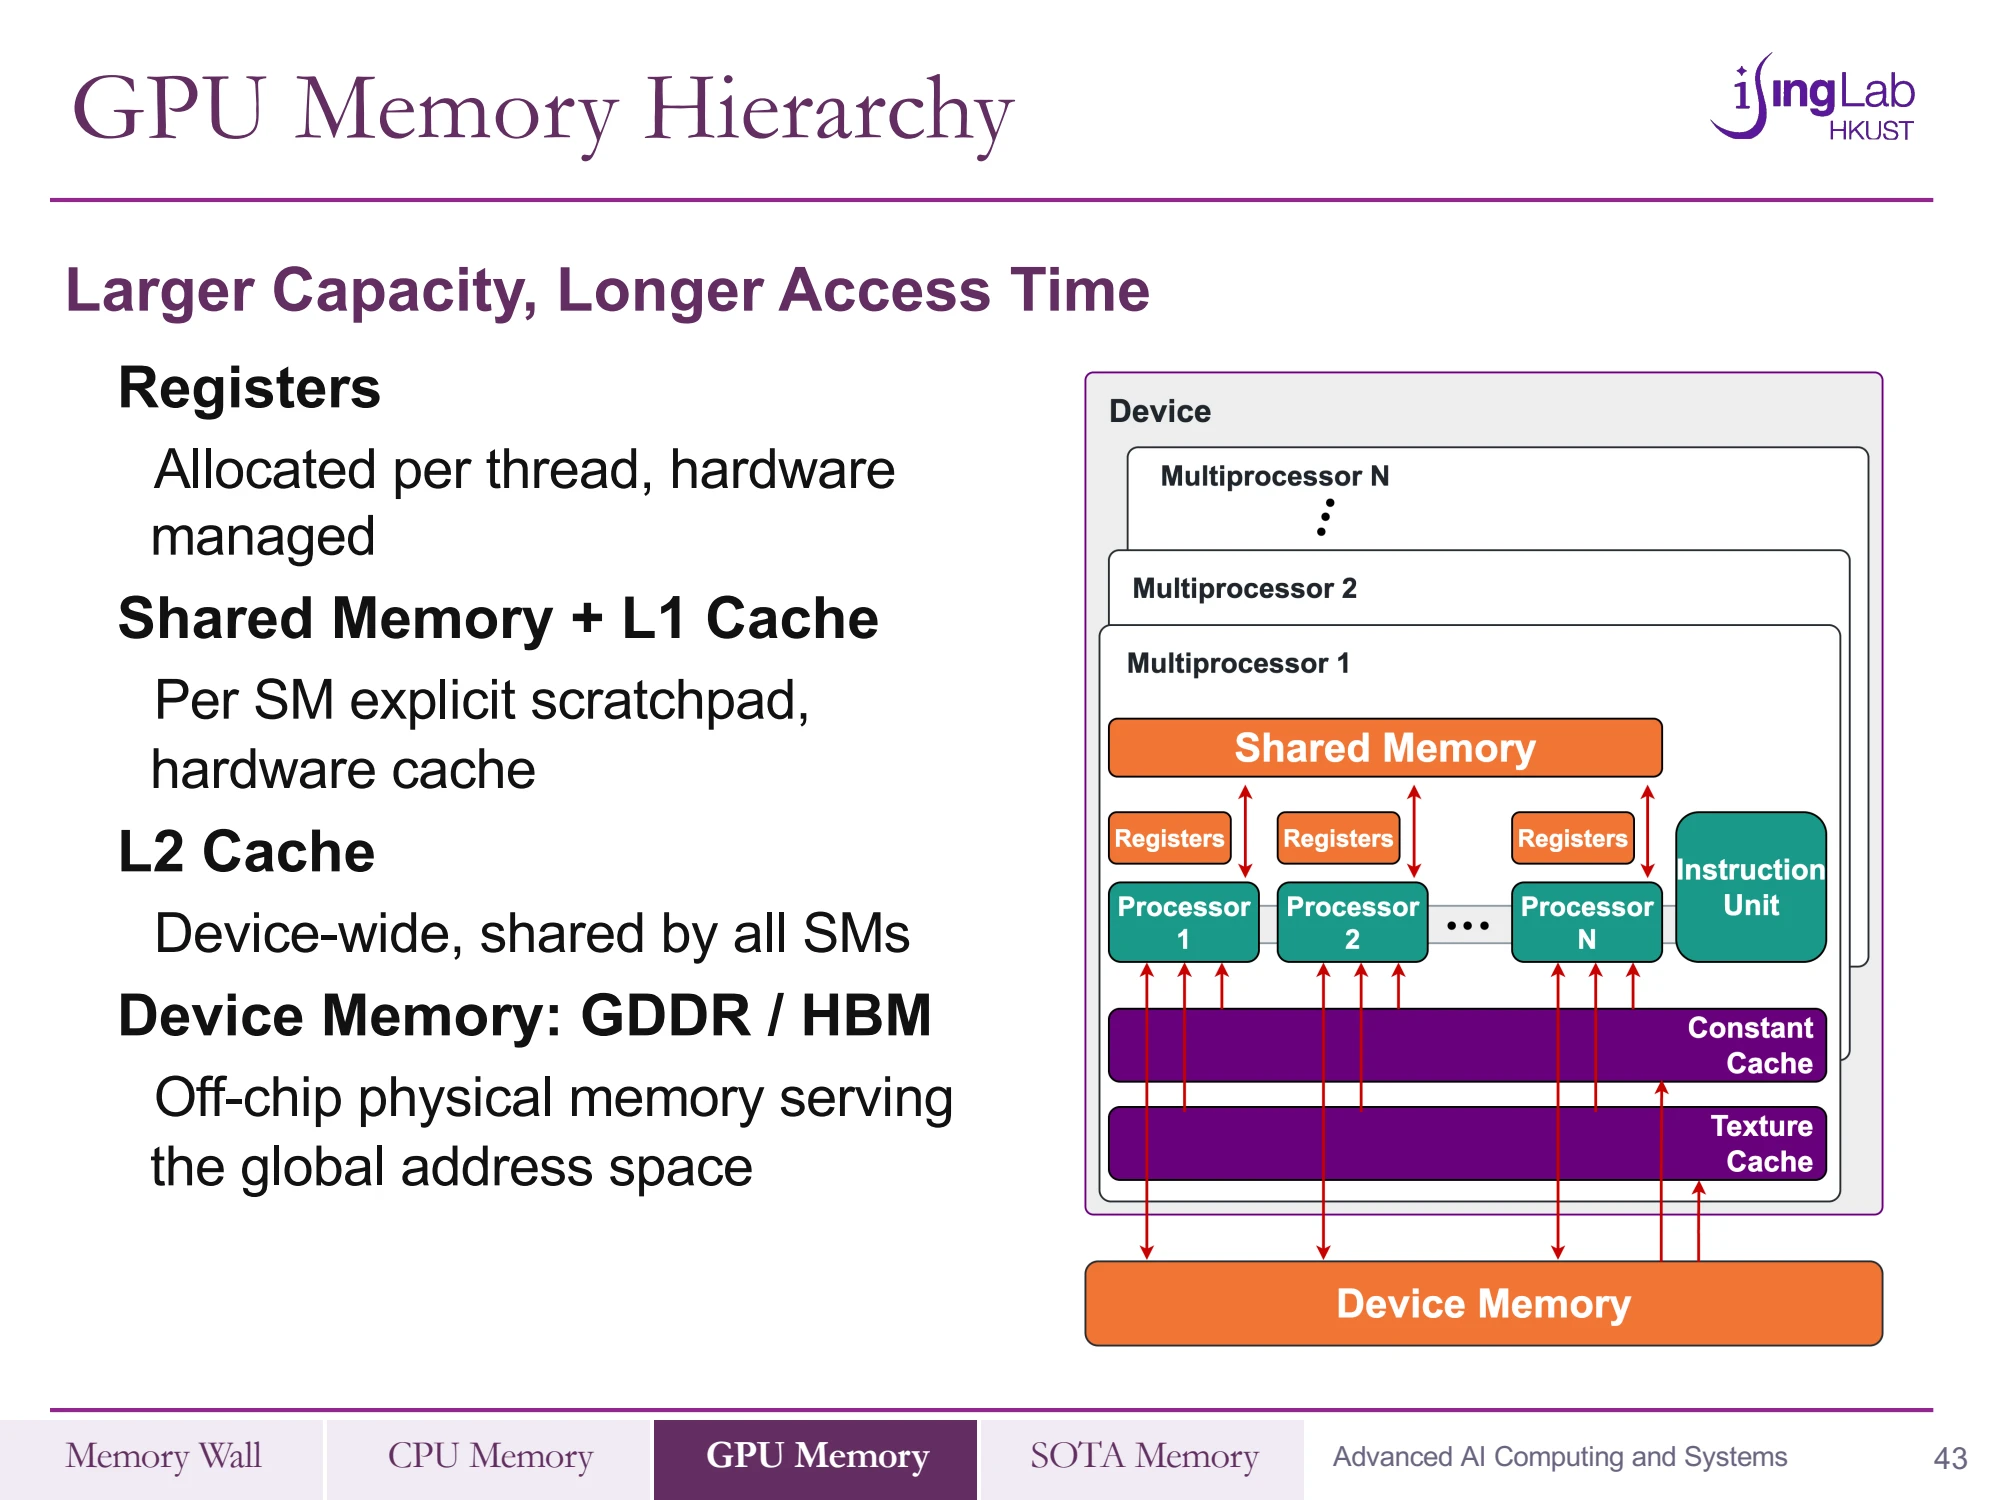 GPU Memory Hierarchy
iSingLab
HKUST
Larger Capacity, Longer Access Time
Registers
Allocated per thread, hardware
managed
Shared Memory + L1 Cache
Per SM explicit scratchpad,
hardware cache
L2 Cache
Device-wide, shared by all SMs
Device Memory: GDDR / HBM
Off-chip physical memory serving
the global address space
Device
Multiprocessor N
Multiprocessor 2
Multiprocessor 1
Shared Memory
Registers
Registers
Registers
Processor
1
Processor
2
Processor
N
Instruction
Unit
Constant
Cache
Texture
Cache
Device Memory
Memory Wall
CPU Memory
GPU Memory
SOTA Memory
Advanced AI Computing and Systems
43